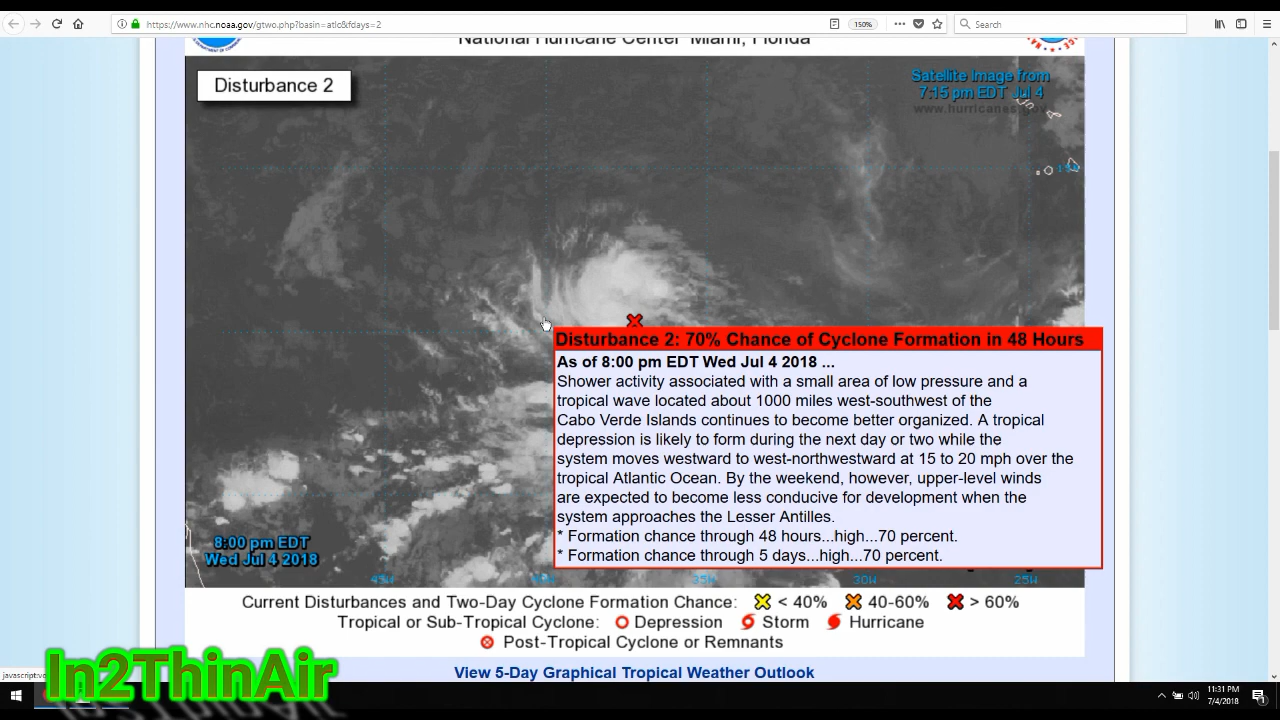 https://www.nhc.noaa.gov/gtwo.php?basin=atlc&fdays=2
150%
Search
National Hurricane Center Miami, Florida
Disturbance 2
Satellite Image from
7:15 pm EDT Jul 4
www.hurricanes.gov
15N
Disturbance 2: 70% Chance of Cyclone Formation in 48 Hours
As of 8:00 pm EDT Wed Jul 4 2018 ...
Shower activity associated with a small area of low pressure and a
tropical wave located about 1000 miles west-southwest of the
Cabo Verde Islands continues to become better organized. A tropical
depression is likely to form during the next day or two while the
system moves westward to west-northwestward at 15 to 20 mph over the
tropical Atlantic Ocean. By the weekend, however, upper-level winds
are expected to become less conducive for development when the
system approaches the Lesser Antilles.
* Formation chance through 48 hours...high...70 percent.
* Formation chance through 5 days...high...70 percent.
8:00 pm EDT
Wed Jul 4 2018
45W 35W 30W 25W
Current Disturbances and Two-Day Cyclone Formation Chance: < 40% 40-60% > 60%
Tropical or Sub-Tropical Cyclone: Depression Storm Hurricane
Post-Tropical Cyclone or Remnants
View 5-Day Graphical Tropical Weather Outlook
In2ThinAir
11:31 PM
7/4/2018